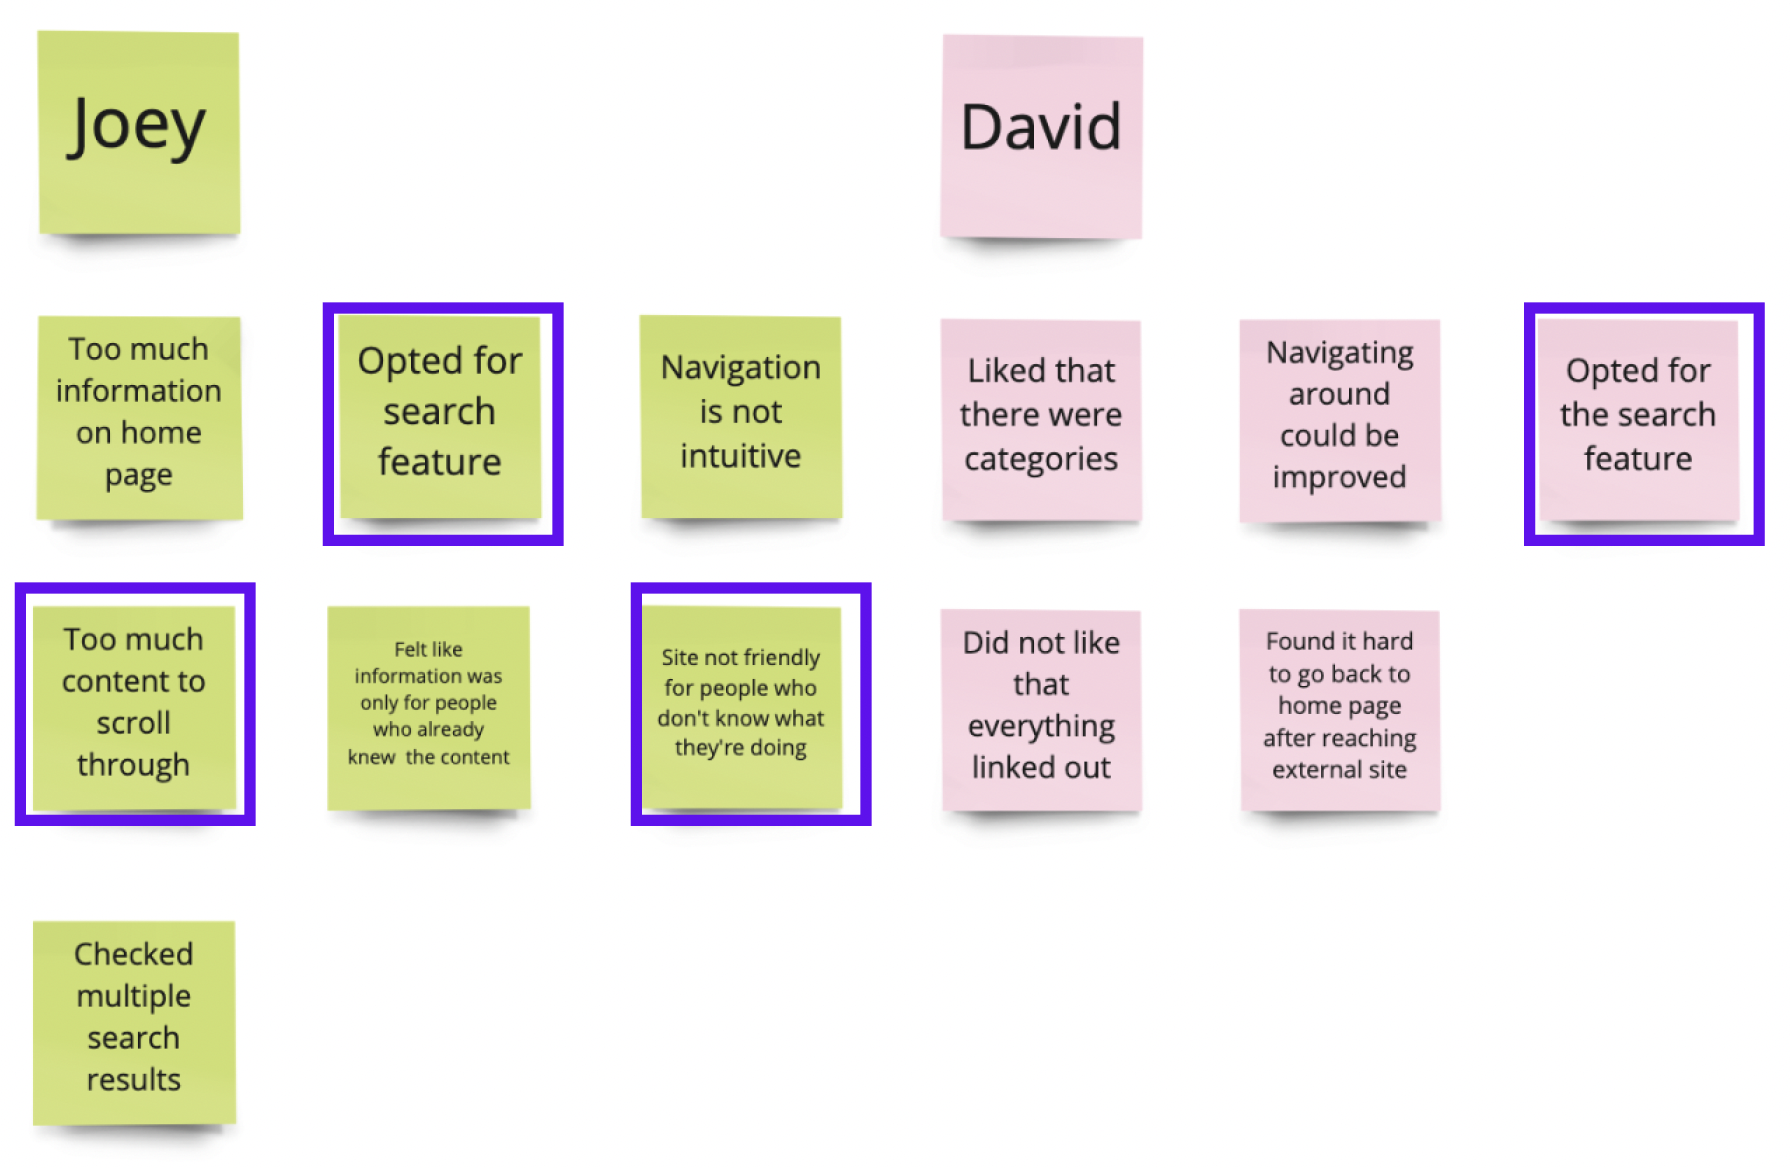 Joey
David
Too much
information
on home
page
Opted for
search
feature
Navigation
is not
intuitive
Liked that
there were
categories
Navigating
around
could be
improved
Opted for
the search
feature
Too much
content to
scroll
through
Felt like
information was
only for people
who already
knew the content
Site not friendly
for people who
don't know what
they're doing
Did not like
that
everything
linked out
Found it hard
to go back to
home page
after reaching
external site
Checked
multiple
search
results